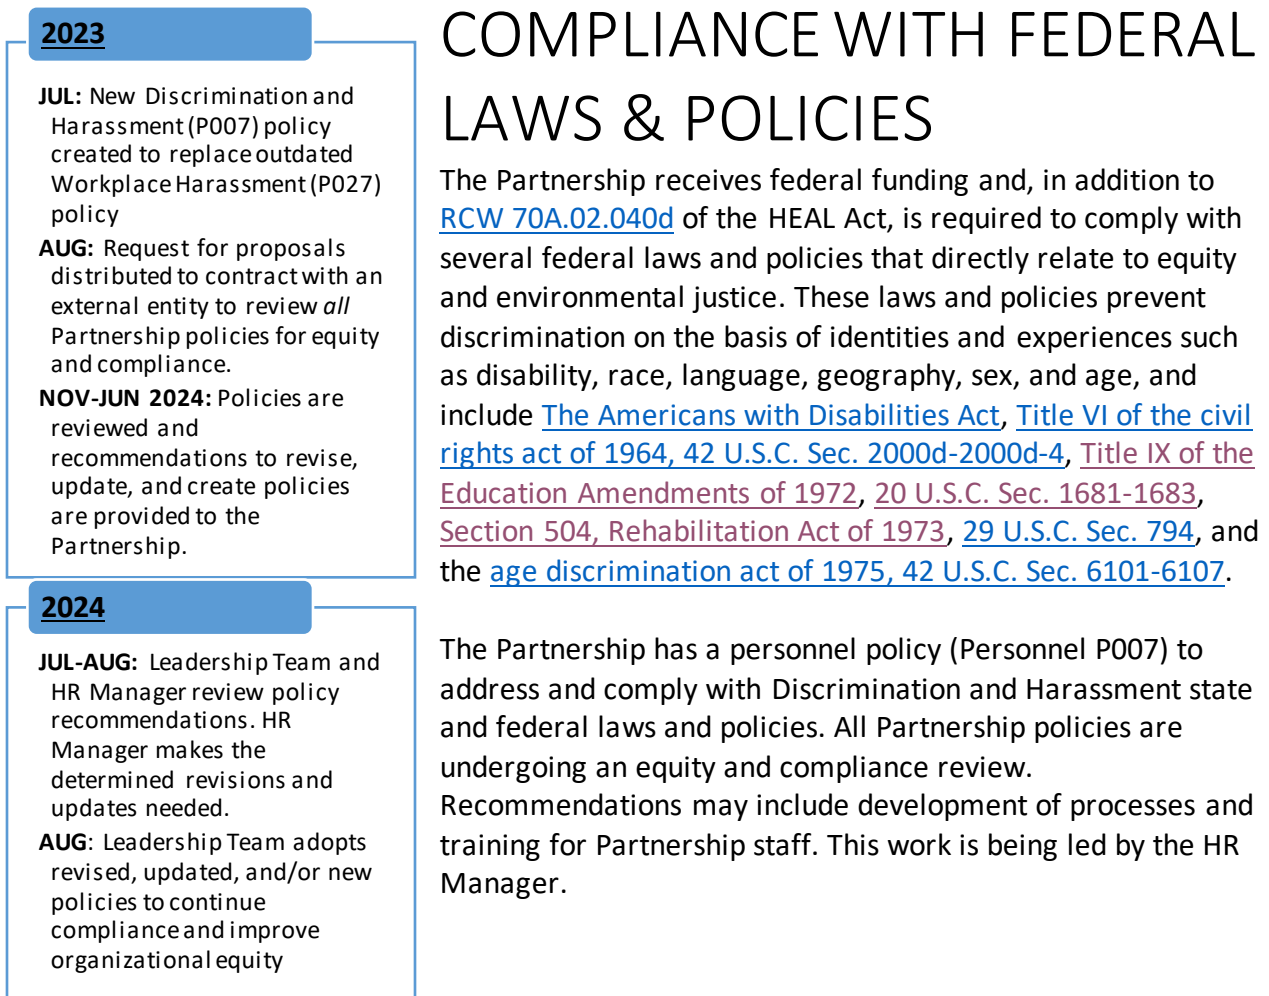 2023
JUL: New Discrimination and
Harassment (P007) policy
created to replace outdated
Workplace Harassment (P027)
policy
AUG: Request for proposals
distributed to contract with an
external entity to review all
Partnership policies for equity
and compliance.
NOV-JUN 2024: Policies are
reviewed and
recommendations to revise,
update, and create policies
are provided to the
Partnership.
2024
JUL-AUG: Leadership Team and
HR Manager review policy
recommendations. HR
Manager makes the
determined revisions and
updates needed.
AUG: Leadership Team adopts
revised, updated, and/or new
policies to continue
compliance and improve
organizational equity
COMPLIANCE WITH FEDERAL
LAWS & POLICIES
The Partnership receives federal funding and, in addition to
RCW 70A.02.040d of the HEAL Act, is required to comply with
several federal laws and policies that directly relate to equity
and environmental justice. These laws and policies prevent
discrimination on the basis of identities and experiences such
as disability, race, language, geography, sex, and age, and
include The Americans with Disabilities Act, Title VI of the civil
rights act of 1964, 42 U.S.C. Sec. 2000d-2000d-4, Title IX of the
Education Amendments of 1972, 20 U.S.C. Sec. 1681-1683,
Section 504, Rehabilitation Act of 1973, 29 U.S.C. Sec. 794, and
the age discrimination act of 1975, 42 U.S.C. Sec. 6101-6107.
The Partnership has a personnel policy (Personnel P007) to
address and comply with Discrimination and Harassment state
and federal laws and policies. All Partnership policies are
undergoing an equity and compliance review.
Recommendations may include development of processes and
training for Partnership staff. This work is being led by the HR
Manager.